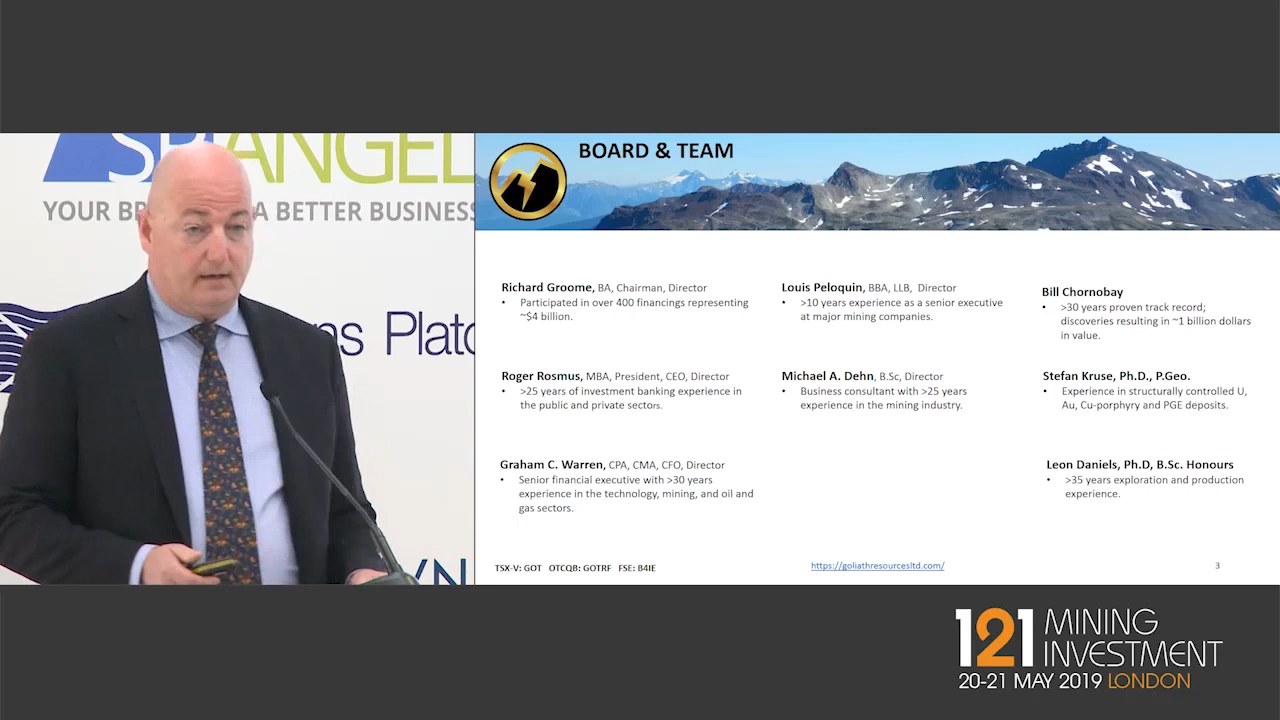 SP ANGEL
YOUR BR A BETTER BUSINESS
ns Plato
YN
BOARD & TEAM
Richard Groome, BA, Chairman, Director
• Participated in over 400 financings representing
~$4 billion.
Roger Rosmus, MBA, President, CEO, Director
• >25 years of investment banking experience in
the public and private sectors.
Graham C. Warren, CPA, CMA, CFO, Director
• Senior financial executive with >30 years
experience in the technology, mining, and oil and
gas sectors.
Louis Peloquin, BBA, LLB, Director
• >10 years experience as a senior executive
at major mining companies.
Michael A. Dehn, B.Sc, Director
• Business consultant with >25 years
experience in the mining industry.
Bill Chornobay
• >30 years proven track record;
discoveries resulting in ~1 billion dollars
in value.
Stefan Kruse, Ph.D., P.Geo.
• Experience in structurally controlled U,
Au, Cu-porphyry and PGE deposits.
Leon Daniels, Ph.D, B.Sc. Honours
• >35 years exploration and production
experience.
TSX-V: GOT OTCQB: GOTRF FSE: B4IE
https://goliathresourcesltd.com/
3
121 MINING
INVESTMENT
20-21 MAY 2019 LONDON